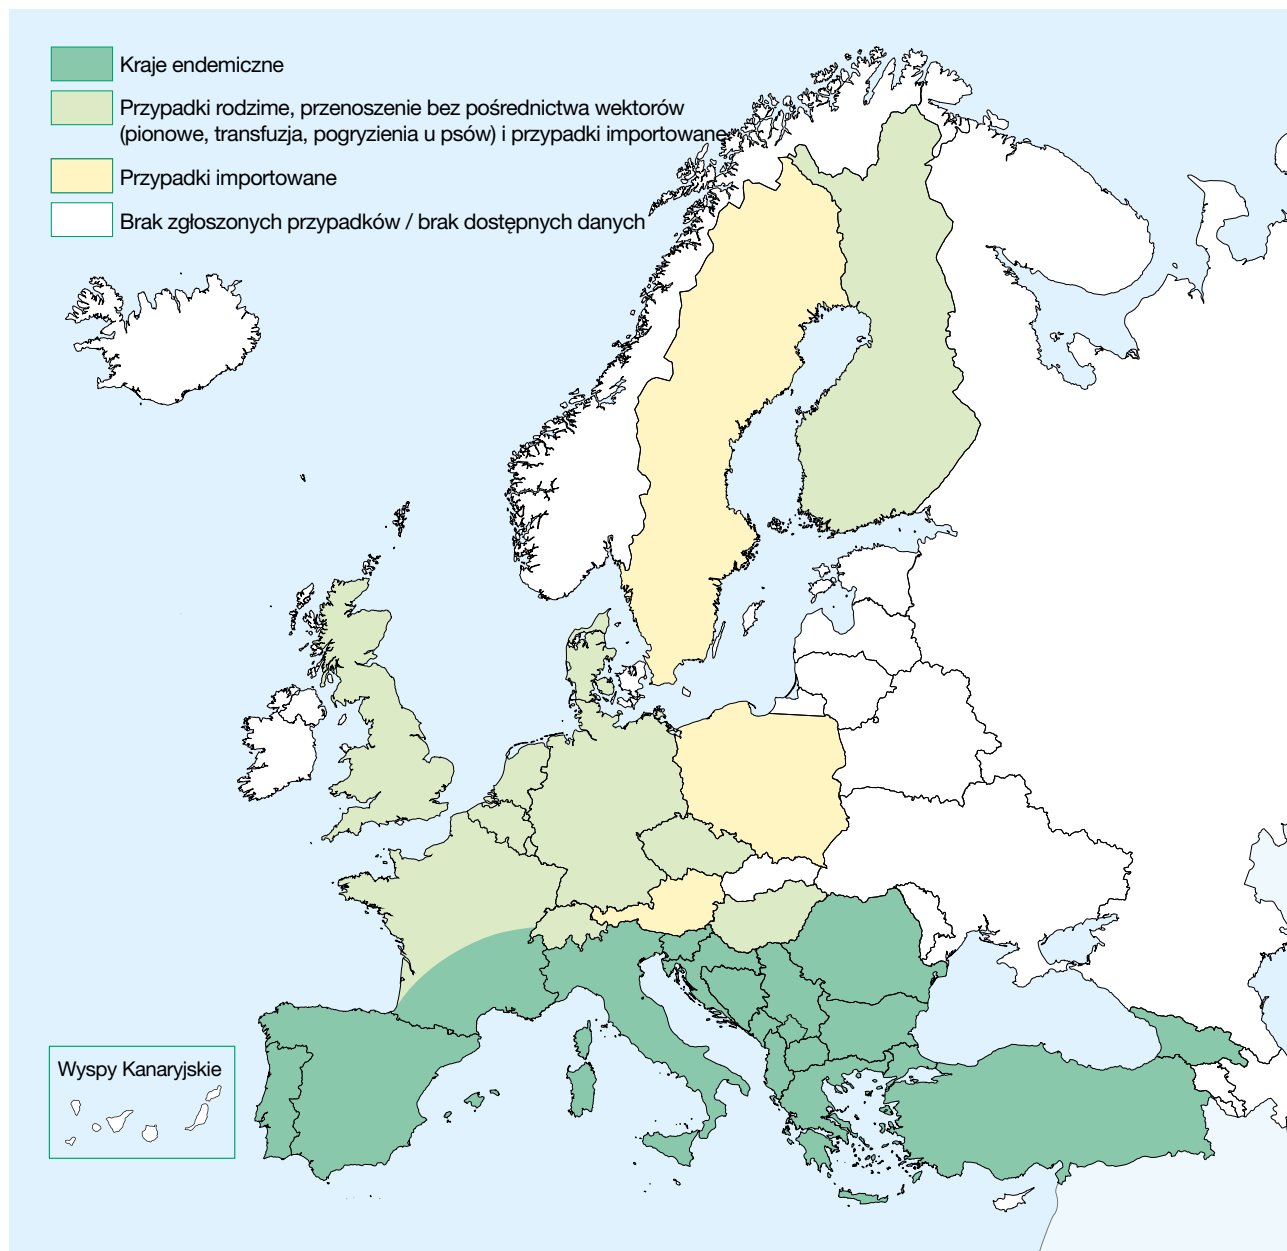 Kraje endemiczne
Przypadki rodzime, przenoszenie bez pośrednictwa wektorów
(pionowe, transfuzja, pogryzienia u psów) i przypadki importowane
Przypadki importowane
Brak zgłoszonych przypadków / brak dostępnych danych
Wyspy Kanaryjskie